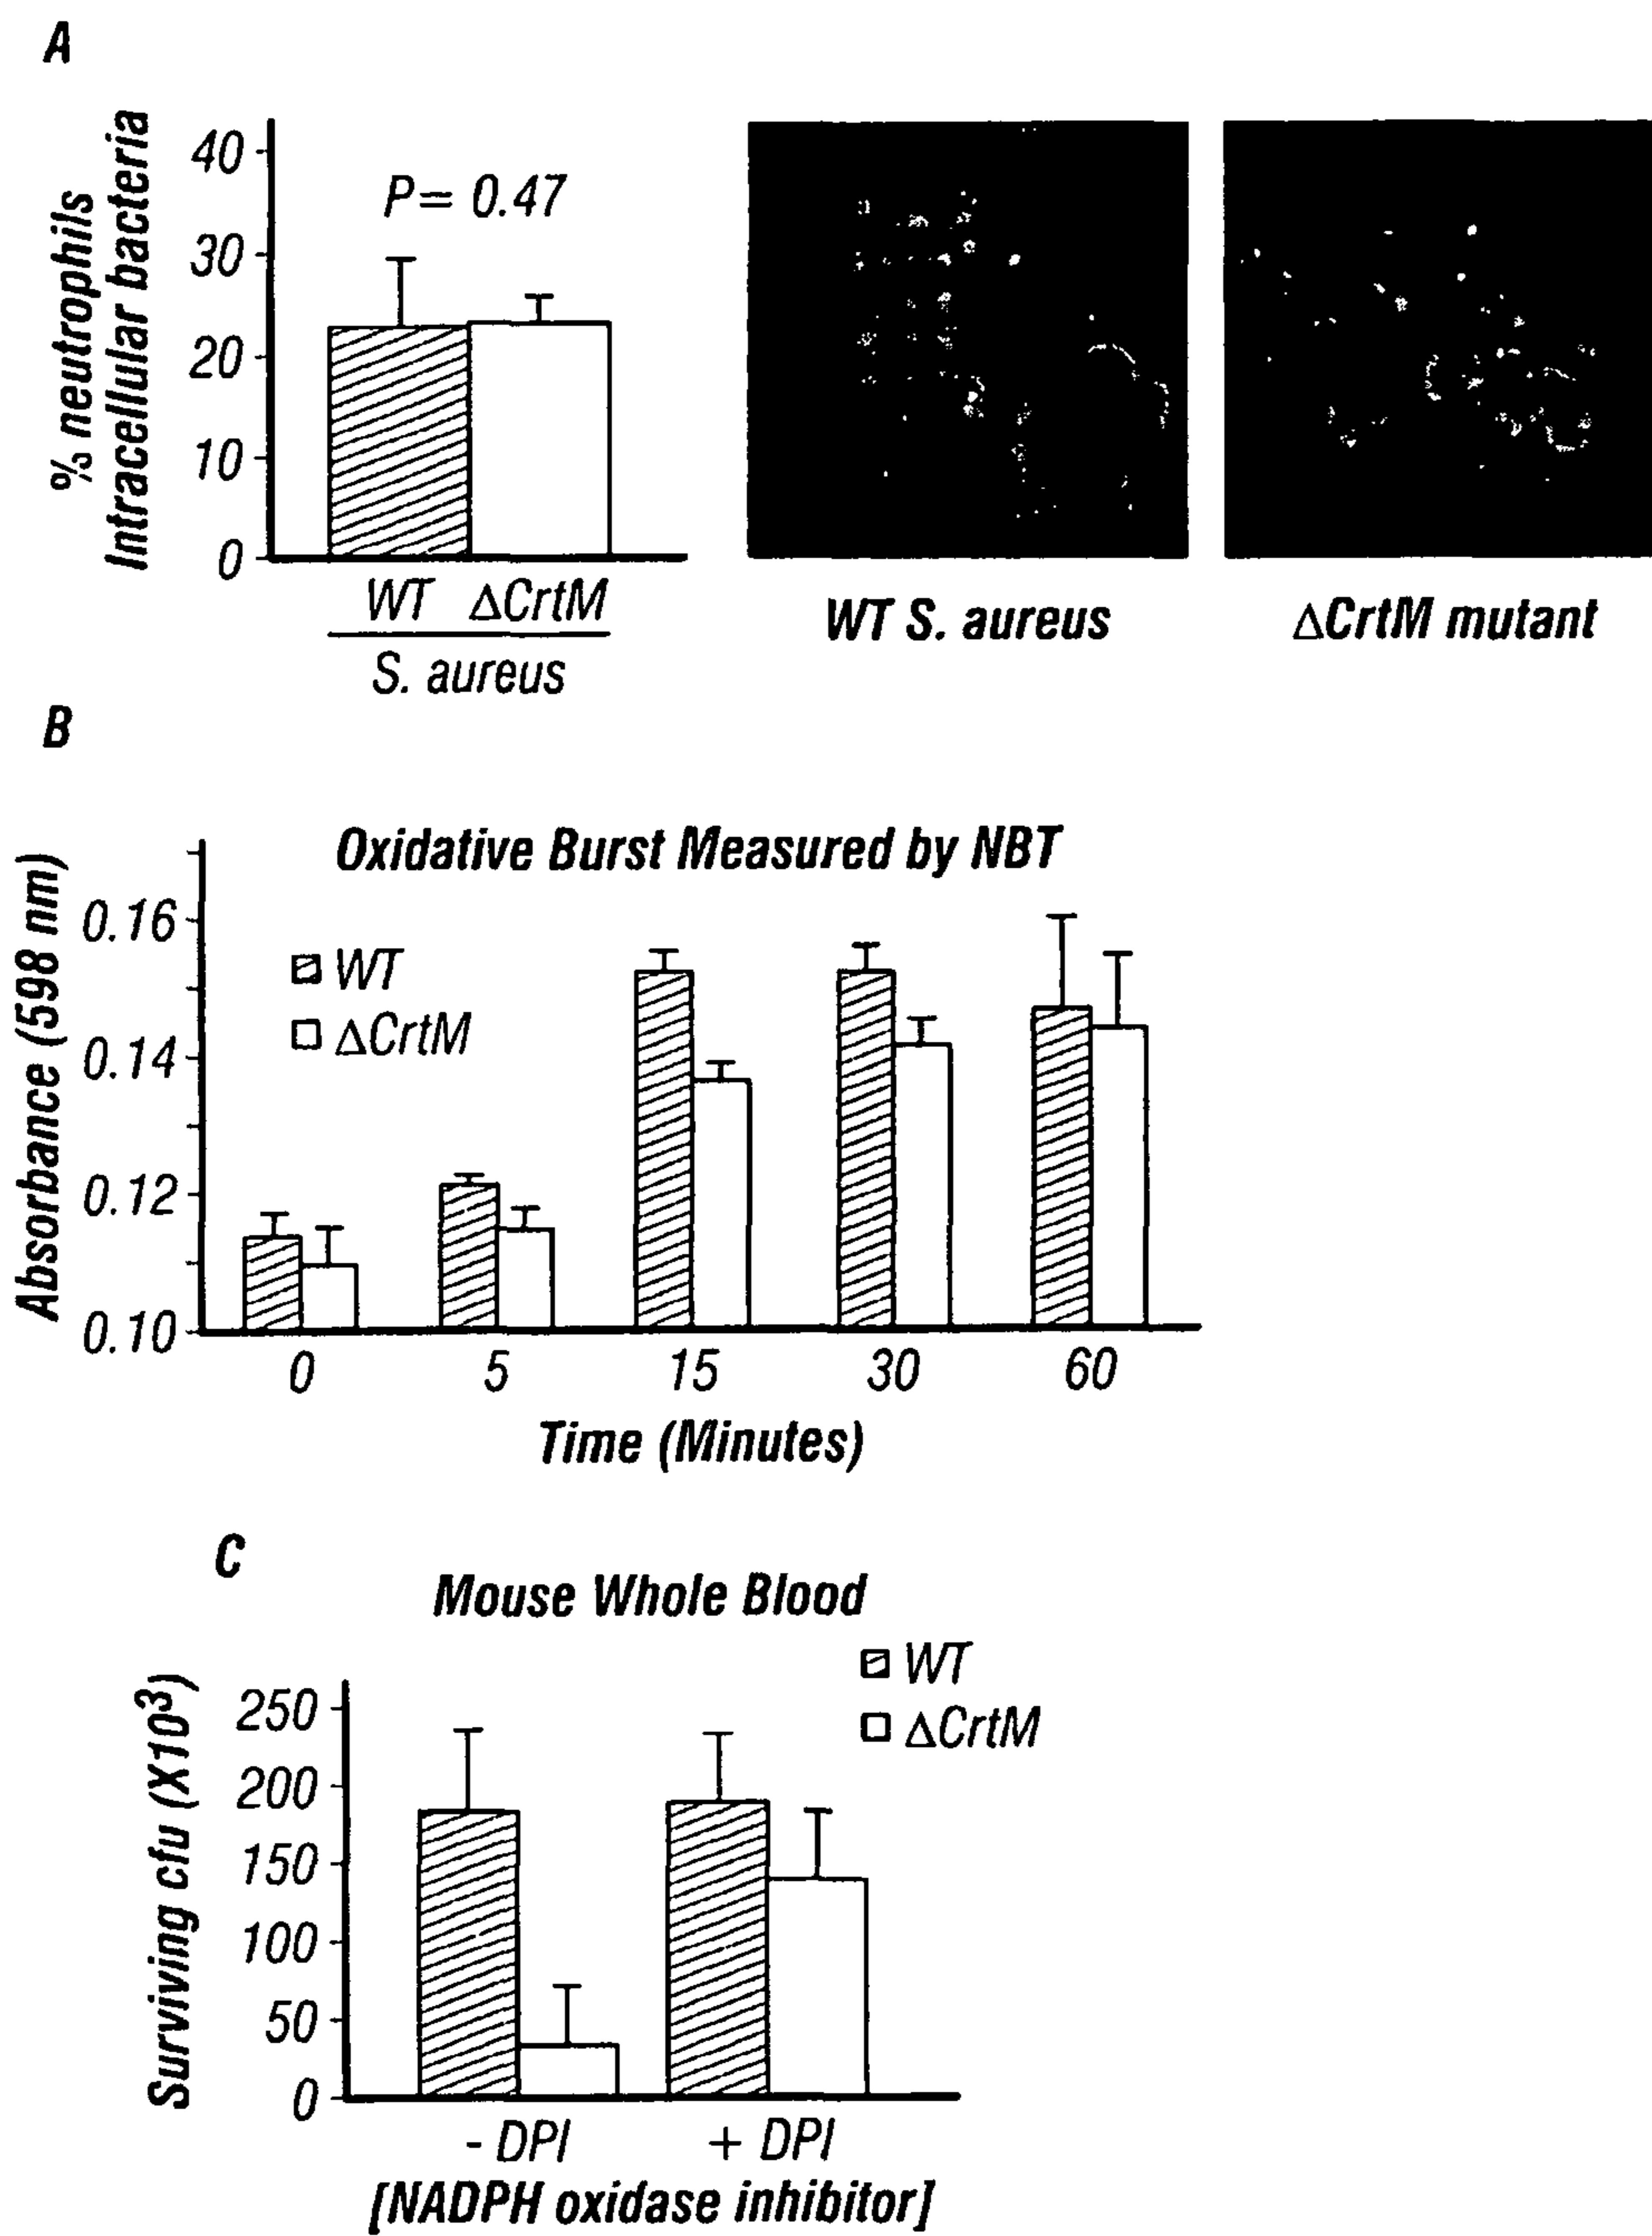 A
% neutrophils
Intracellular bacteria
40
30
20
10
0
P= 0.47
WT ΔCrtM
S. aureus
WT S. aureus
ΔCrtM mutant
B
Oxidative Burst Measured by NBT
Absorbance (598 nm)
0.16
0.14
0.12
0.10
WT
ΔCrtM
0 5 15 30 60
Time (Minutes)
C
Mouse Whole Blood
WT
ΔCrtM
Surviving cfu (X10³)
250
200
150
100
50
0
- DPI + DPI
[NADPH oxidase inhibitor]